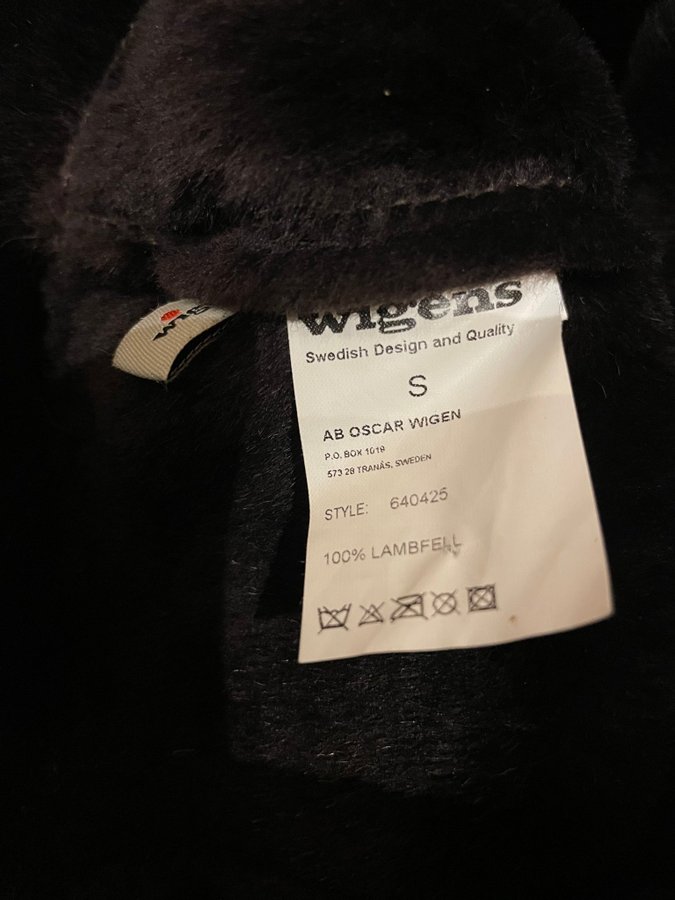 wigens
Swedish Design and Quality
S
AB OSCAR WIGEN
P.O. BOX 1019
573 28 TRANÅS, SWEDEN
STYLE: 640425
100% LAMBFELL